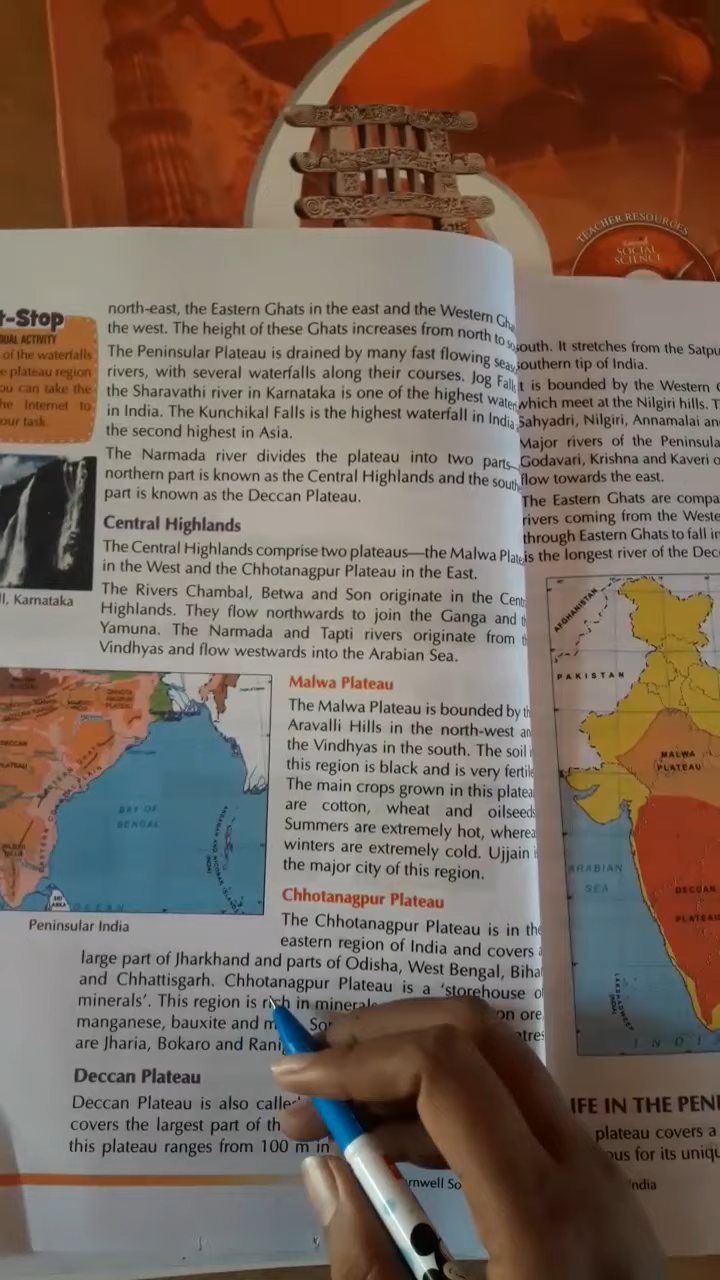 TEACHER RESOURCES
SOCIAL
SCIENCE
t-Stop
UAL ACTIVITY
of the waterfalls
e plateau region
ou can take the
he Internet to
our task.
north-east, the Eastern Ghats in the east and the Western Gha
the west. The height of these Ghats increases from north to so
The Peninsular Plateau is drained by many fast flowing seas
rivers, with several waterfalls along their courses. Jog Fall
the Sharavathi river in Karnataka is one of the highest water
in India. The Kunchikal Falls is the highest waterfall in India
the second highest in Asia.
The Narmada river divides the plateau into two parts—
northern part is known as the Central Highlands and the south
part is known as the Deccan Plateau.
Central Highlands
The Central Highlands comprise two plateaus—the Malwa Plate
in the West and the Chhotanagpur Plateau in the East.
ll, Karnataka
The Rivers Chambal, Betwa and Son originate in the Centr
Highlands. They flow northwards to join the Ganga and th
Yamuna. The Narmada and Tapti rivers originate from th
Vindhyas and flow westwards into the Arabian Sea.
BAY OF
BENGAL
SRI
LANKA
Peninsular India
Malwa Plateau
The Malwa Plateau is bounded by th
Aravalli Hills in the north-west an
the Vindhyas in the south. The soil i
this region is black and is very fertile
The main crops grown in this platea
are cotton, wheat and oilseeds
Summers are extremely hot, wherea
winters are extremely cold. Ujjain i
the major city of this region.
Chhotanagpur Plateau
The Chhotanagpur Plateau is in the
eastern region of India and covers a
large part of Jharkhand and parts of Odisha, West Bengal, Biha
and Chhattisgarh. Chhotanagpur Plateau is a 'storehouse o
minerals'. This region is rich in minerals
on ore
manganese, bauxite and m
So
ntres
are Jharia, Bokaro and Rani
Deccan Plateau
Deccan Plateau is also calle
covers the largest part of th
this plateau ranges from 100 m in
rnwell So
south. It stretches from the Satpu
southern tip of India.
It is bounded by the Western G
which meet at the Nilgiri hills. T
Sahyadri, Nilgiri, Annamalai an
Major rivers of the Peninsula
Godavari, Krishna and Kaveri o
flow towards the east.
The Eastern Ghats are compa
rivers coming from the Weste
through Eastern Ghats to fall in
is the longest river of the Dec
AFGHANISTAN
PAKISTAN
MALWA
PLATEAU
ARABIAN
SEA
DECCAN
PLATEAU
LAKSHADWEEP
(INDIA)
INDI
IFE IN THE PENI
plateau covers a
ous for its uniqu
India